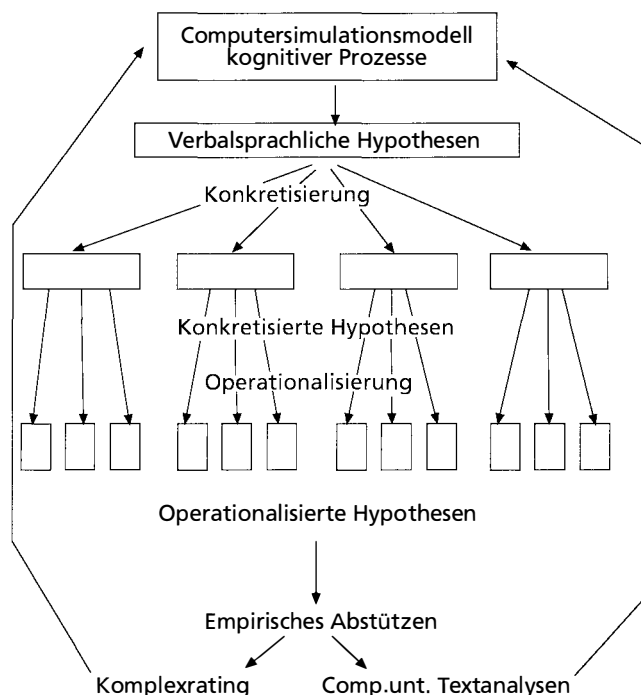 Computersimulationsmodell
kognitiver Prozesse
Verbalsprachliche Hypothesen
Konkretisierung
Konkretisierte Hypothesen
Operationalisierung
Operationalisierte Hypothesen
Empirisches Abstützen
Komplexrating
Comp.unt. Textanalysen